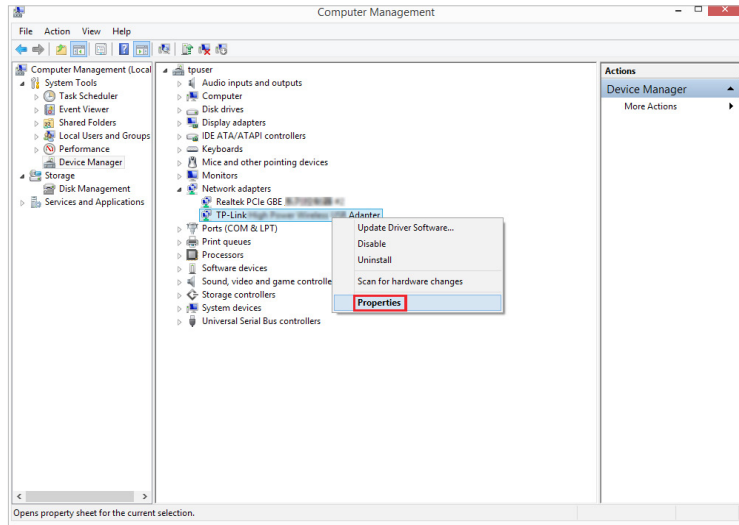 Computer Management
File Action View Help
Computer Management (Local
System Tools
Task Scheduler
Event Viewer
Shared Folders
Local Users and Groups
Performance
Device Manager
Storage
Disk Management
Services and Applications
tpuser
Audio inputs and outputs
Computer
Disk drives
Display adapters
IDE ATA/ATAPI controllers
Keyboards
Mice and other pointing devices
Monitors
Network adapters
Realtek PCIe GBE
TP-Link High Power Wireless USB Adapter
Ports (COM & LPT)
Print queues
Processors
Software devices
Sound, video and game controlle
Storage controllers
System devices
Universal Serial Bus controllers
Update Driver Software...
Disable
Uninstall
Scan for hardware changes
Properties
Actions
Device Manager
More Actions
Opens property sheet for the current selection.